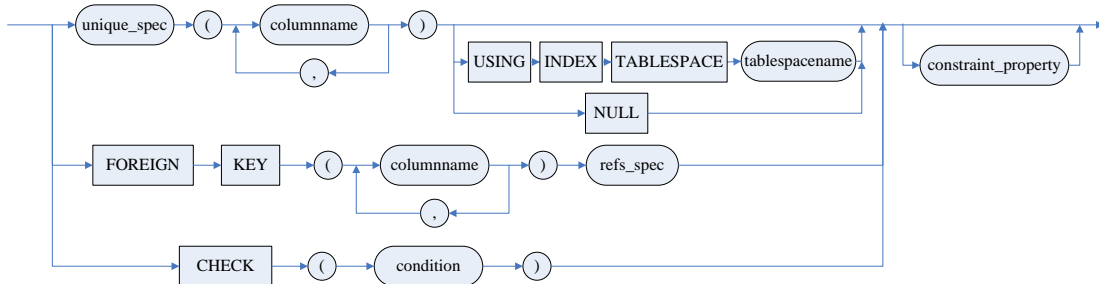 unique_spec ( columnname )
,
USING INDEX TABLESPACE tablespacename
NULL
constraint_property
FOREIGN KEY ( columnname ) refs_spec
,
CHECK ( condition )